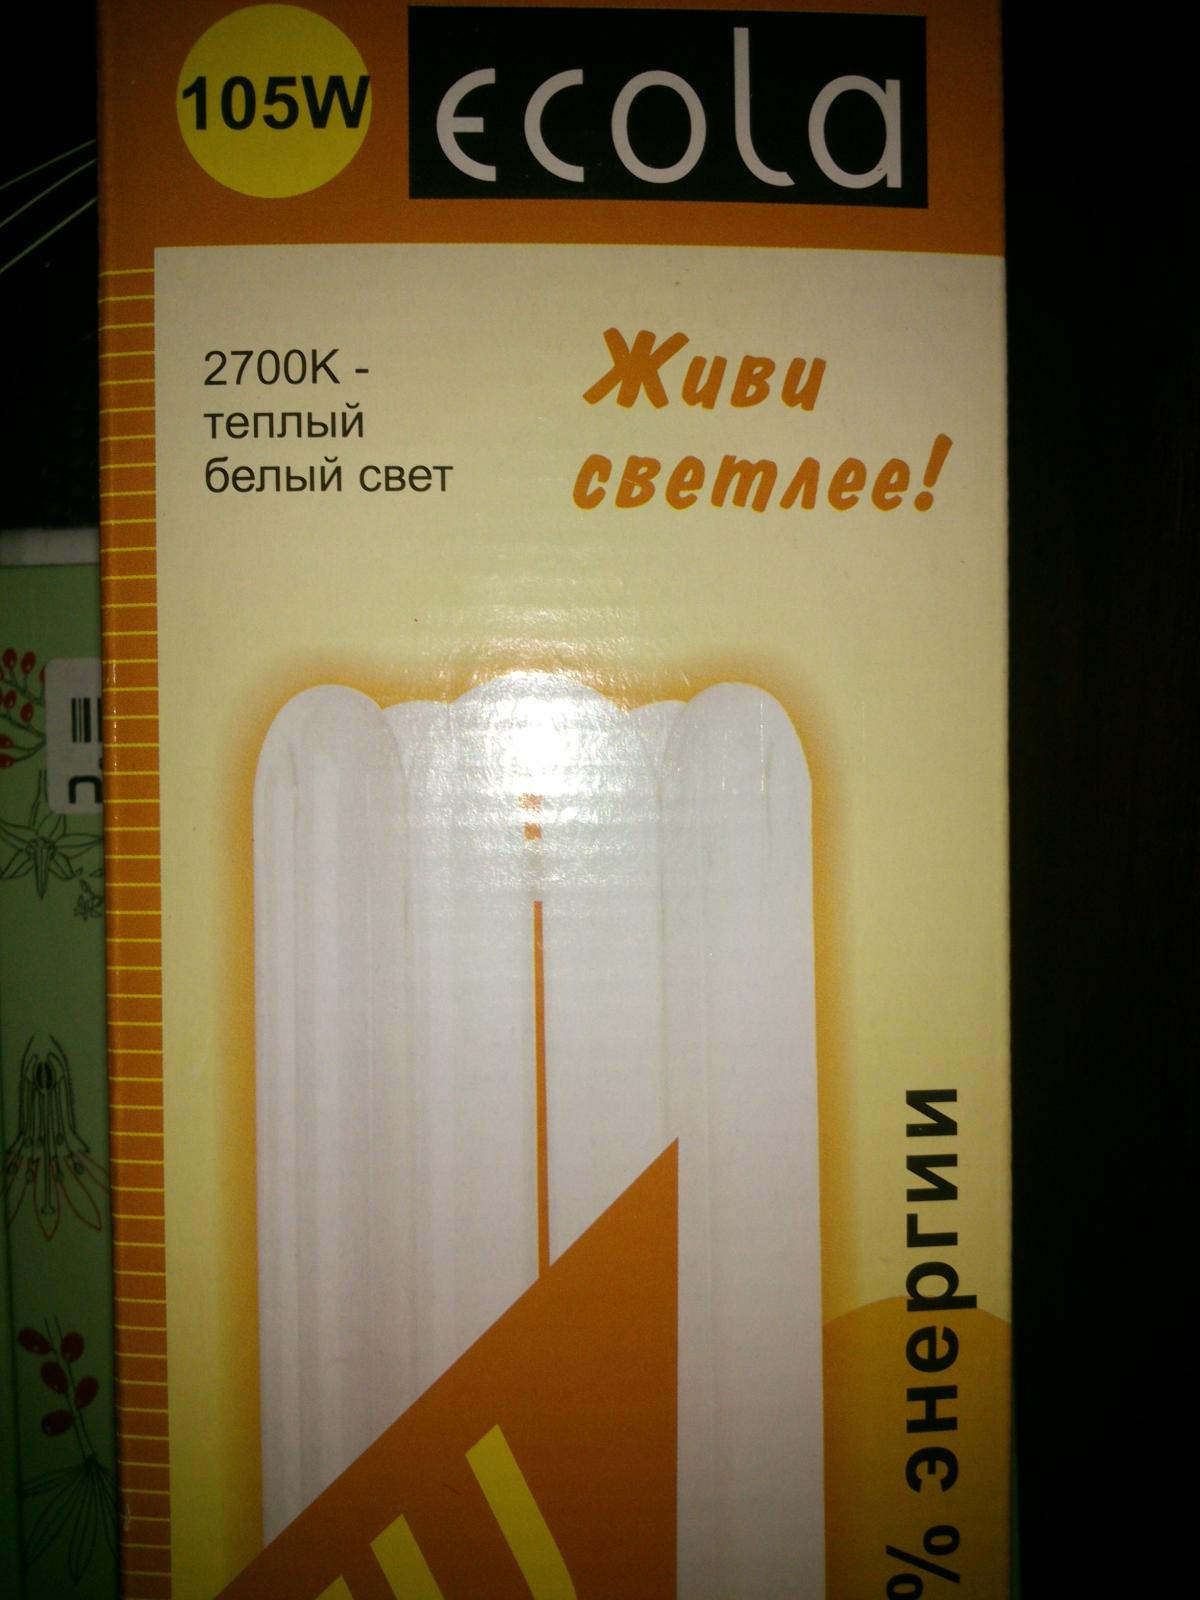 105W
ecola
2700K -
теплый
белый свет
Живи
светлее!
% энергии